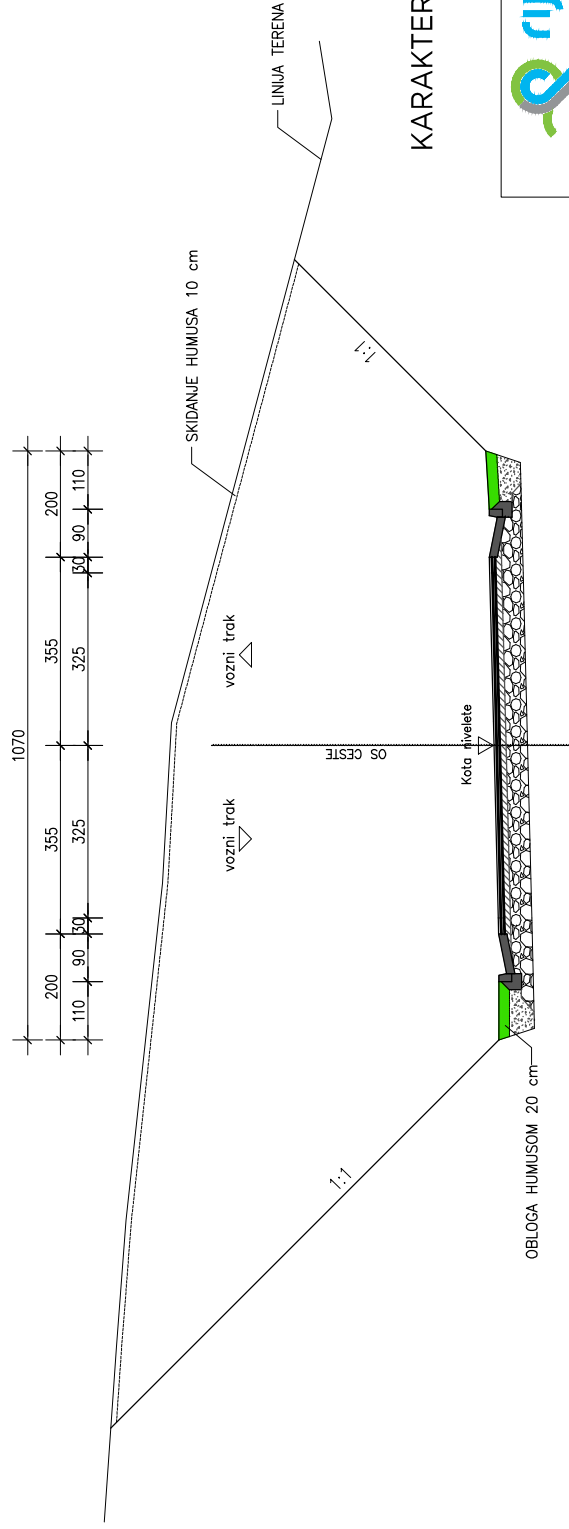 1070
200 355 355 200
110 90 30 325 325 30 90 110
LINIJA TERENA
SKIDANJE HUMUSA 10 cm
vozni trak vozni trak
1:1
OS CESTE
1:1
Kota nivelete
OBLOGA HUMUSOM 20 cm
KARAKTER
rij